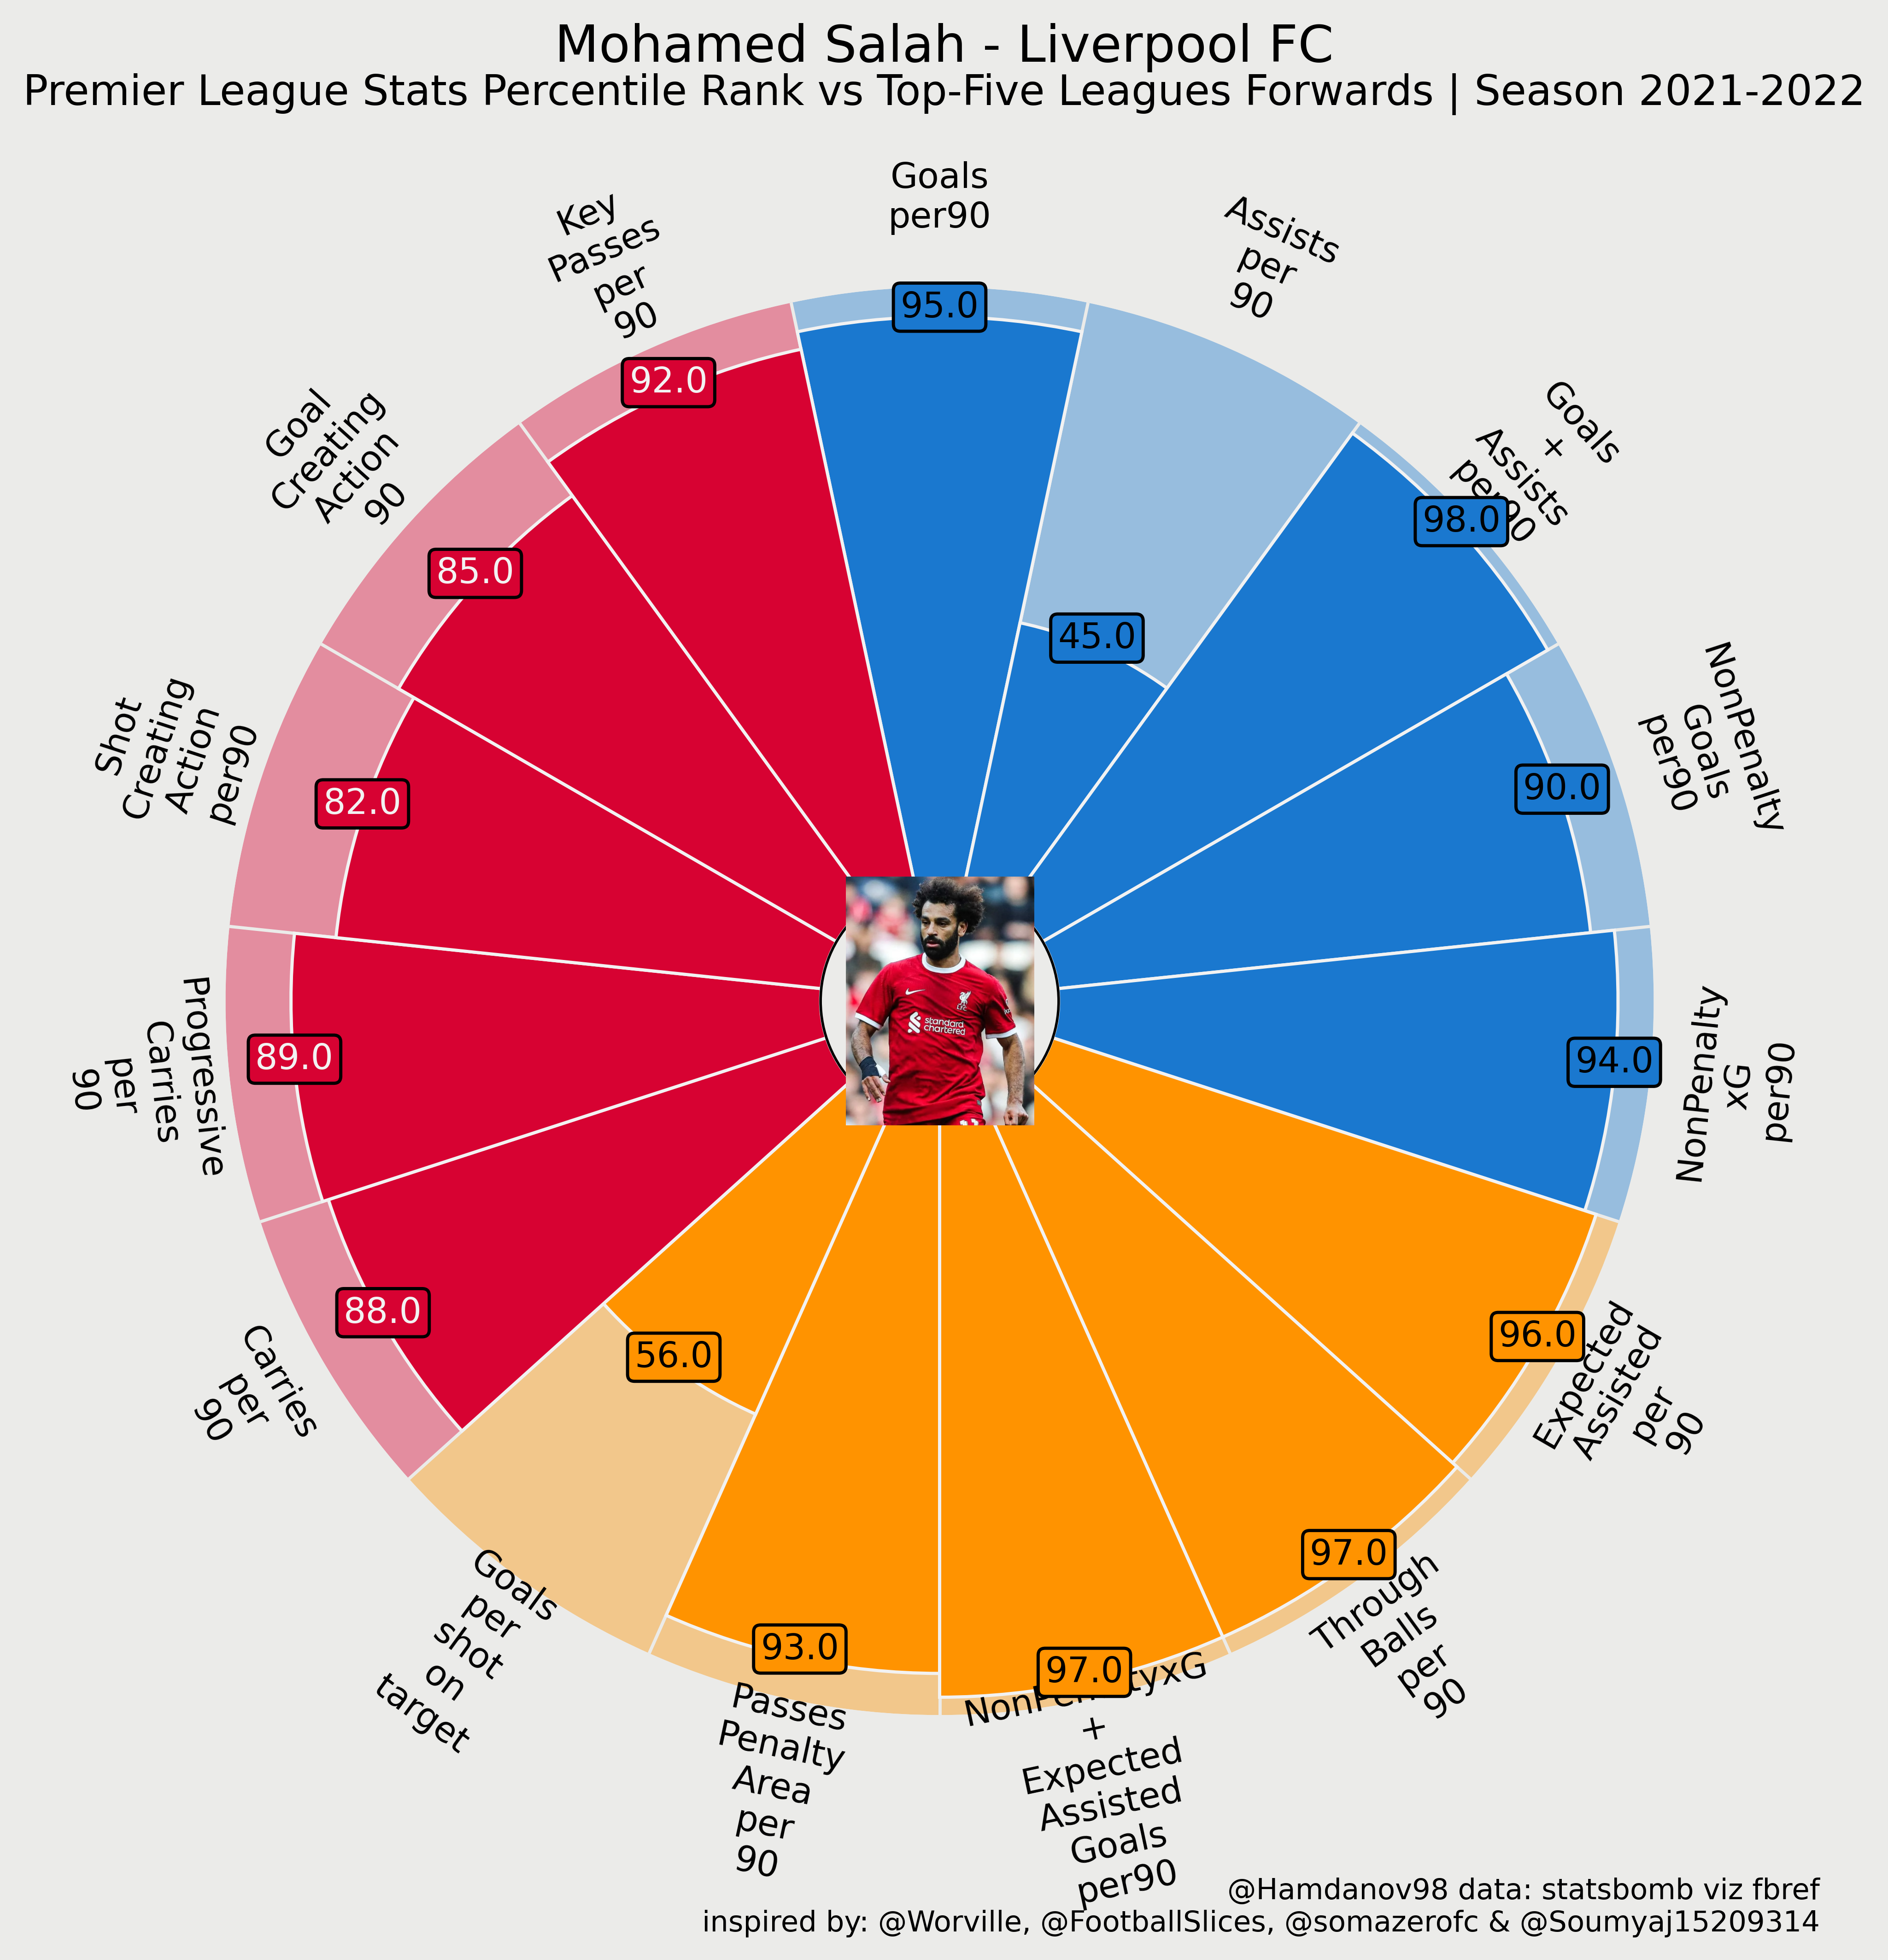 Mohamed Salah - Liverpool FC
Premier League Stats Percentile Rank vs Top-Five Leagues Forwards | Season 2021-2022
Goals
per90
95.0
Assists
per
90
45.0
Goals
+
Assists
per90
98.0
NonPenalty
Goals
per90
90.0
NonPenalty
xG
per90
94.0
Expected
Assisted
per
90
96.0
Through
Balls
per
90
97.0
NonPenaltyxG
+
Expected
Assisted
Goals
per90
97.0
Passes
Penalty
Area
per
90
93.0
Goals
per
shot
on
target
56.0
Carries
per
90
88.0
Progressive
Carries
per
90
89.0
Shot
Creating
Action
per90
82.0
Goal
Creating
Action
90
85.0
Key
Passes
per
90
92.0
standard
chartered
@Hamdanov98 data: statsbomb viz fbref
inspired by: @Worville, @FootballSlices, @somazerofc & @Soumyaj15209314